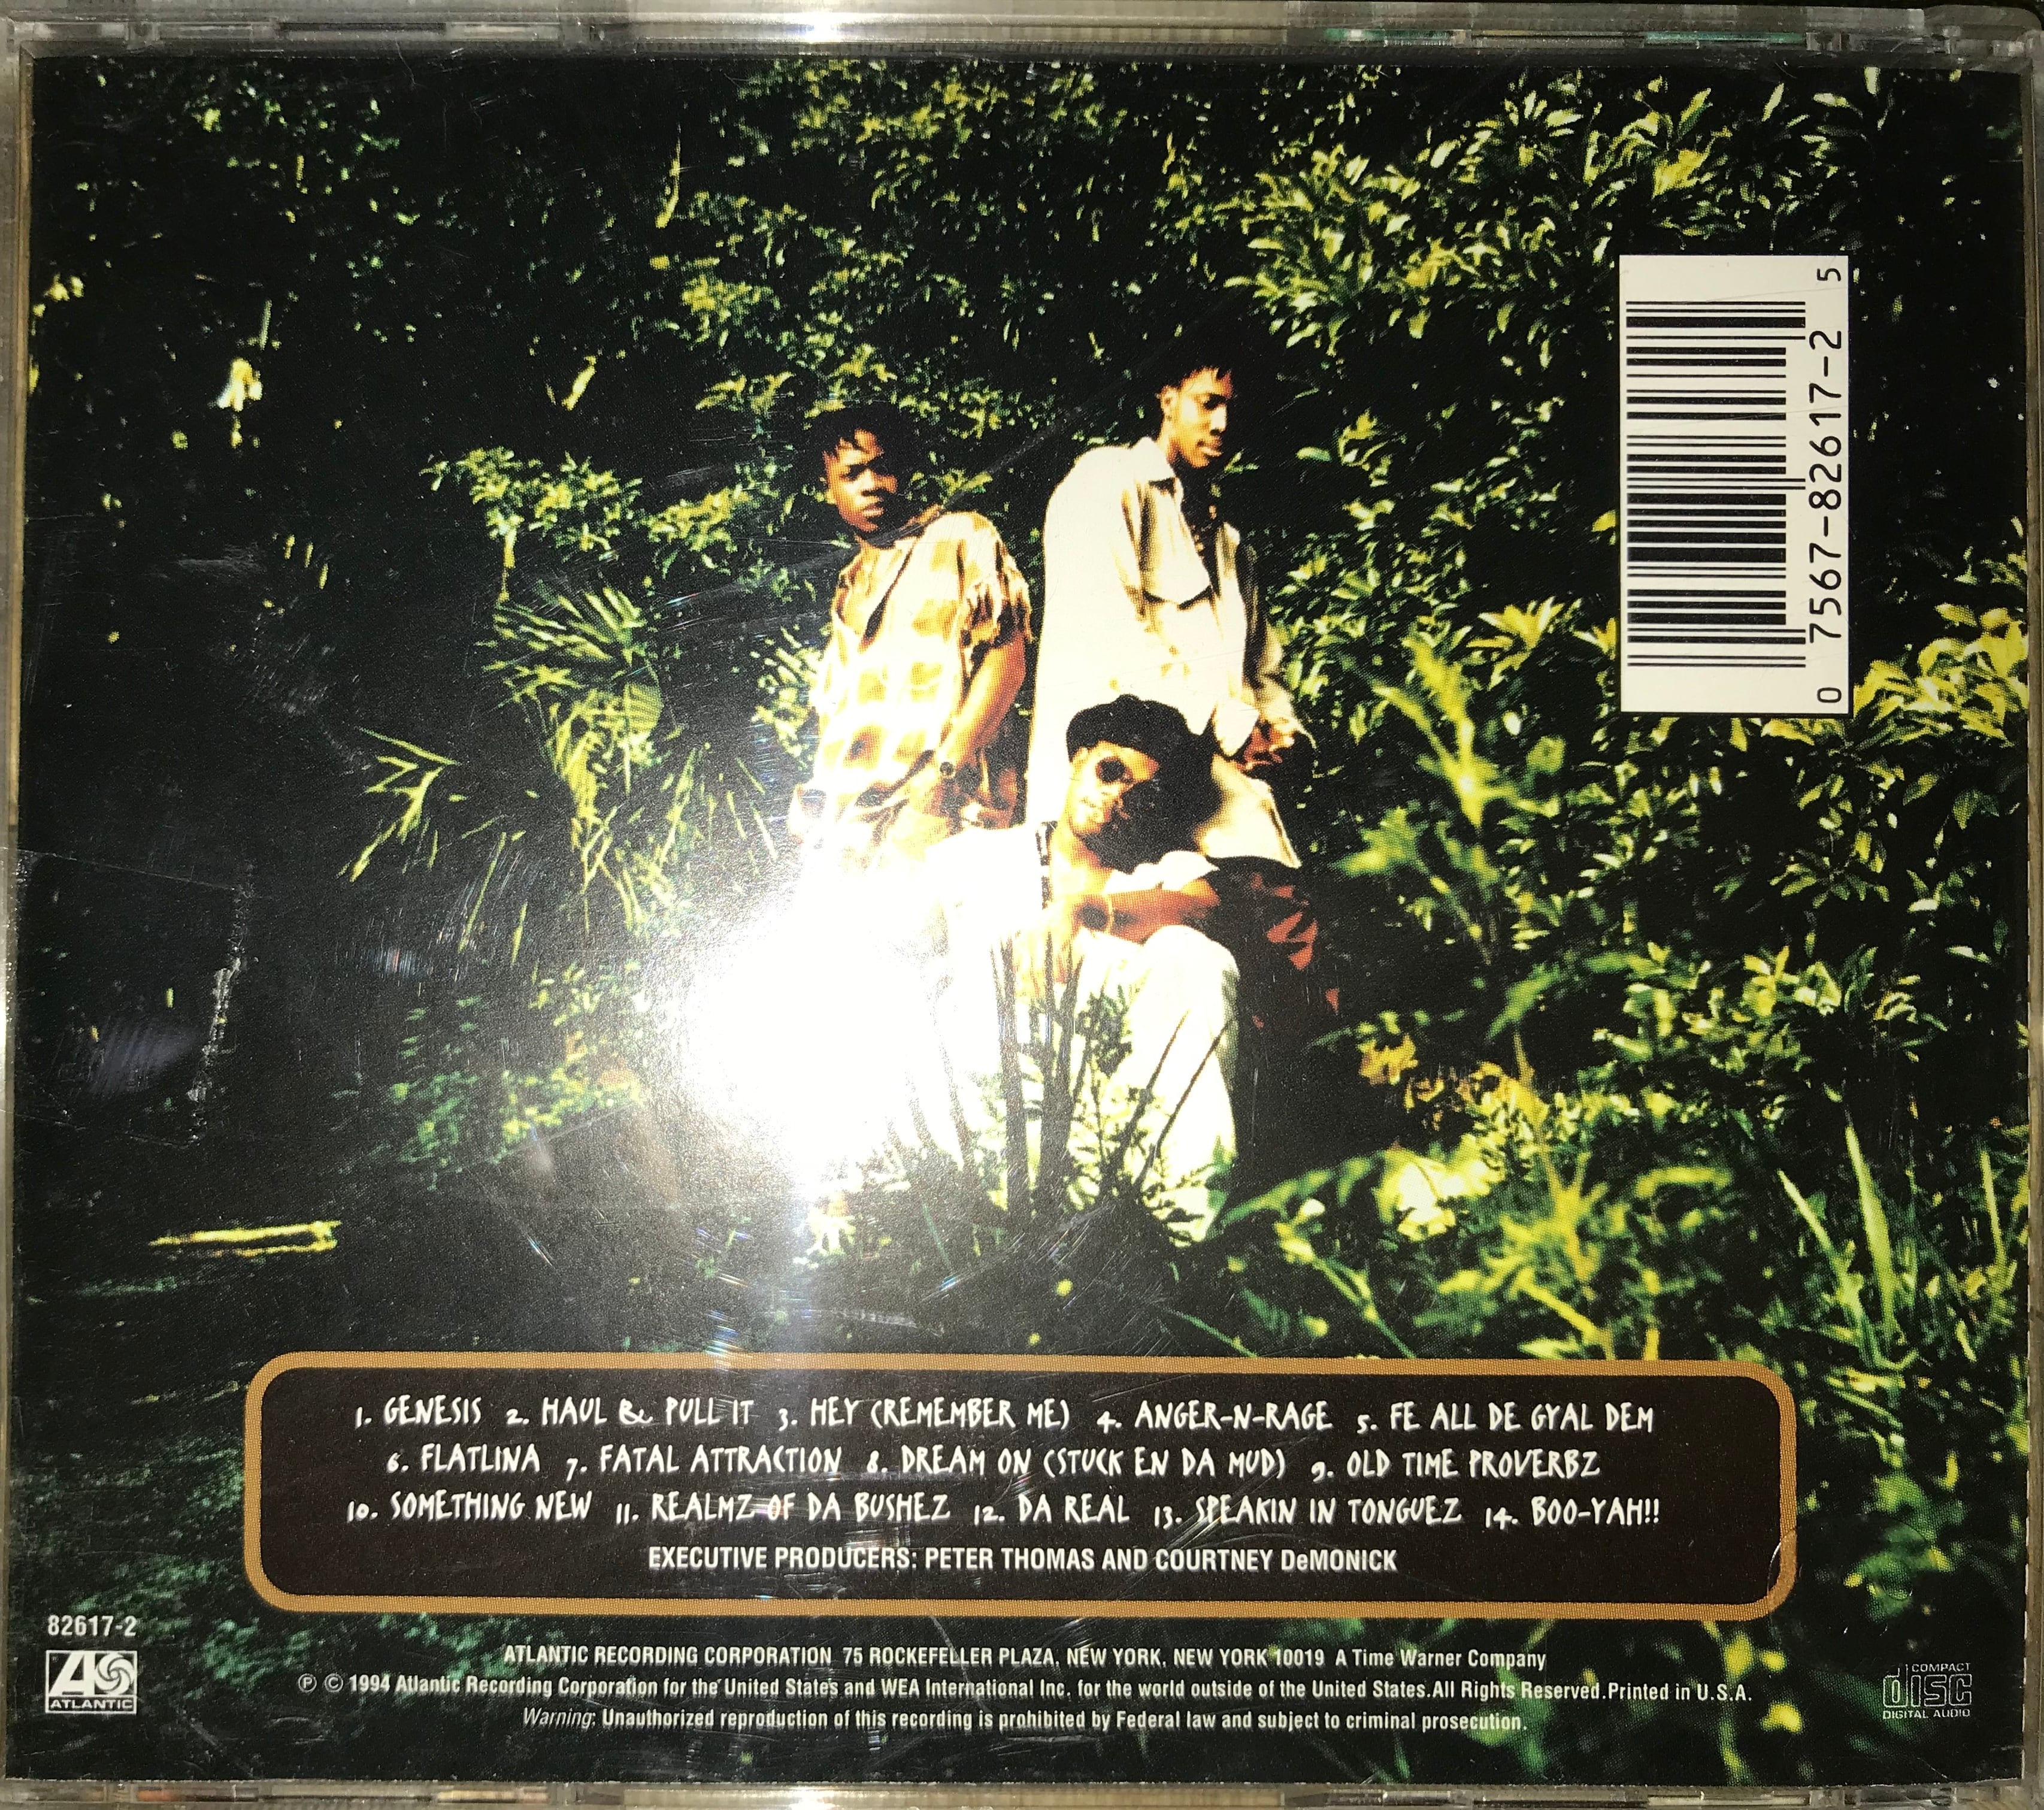 0 7567-82617-2 5
1. GENESIS 2. HAUL & PULL IT 3. HEY (REMEMBER ME) 4. ANGER-N-RAGE 5. FE ALL DE GYAL DEM
6. FLATLINA 7. FATAL ATTRACTION 8. DREAM ON (STUCK EN DA MUD) 9. OLD TIME PROVERBZ
10. SOMETHING NEW 11. REALMZ OF DA BUSHEZ 12. DA REAL 13. SPEAKIN IN TONGUEZ 14. BOO-YAH!!
EXECUTIVE PRODUCERS: PETER THOMAS AND COURTNEY DeMONICK
82617-2
ATLANTIC
ATLANTIC RECORDING CORPORATION 75 ROCKEFELLER PLAZA, NEW YORK, NEW YORK 10019 A Time Warner Company
℗ © 1994 Atlantic Recording Corporation for the United States and WEA International Inc. for the world outside of the United States. All Rights Reserved. Printed in U.S.A.
Warning: Unauthorized reproduction of this recording is prohibited by Federal law and subject to criminal prosecution.
COMPACT
disc
DIGITAL AUDIO